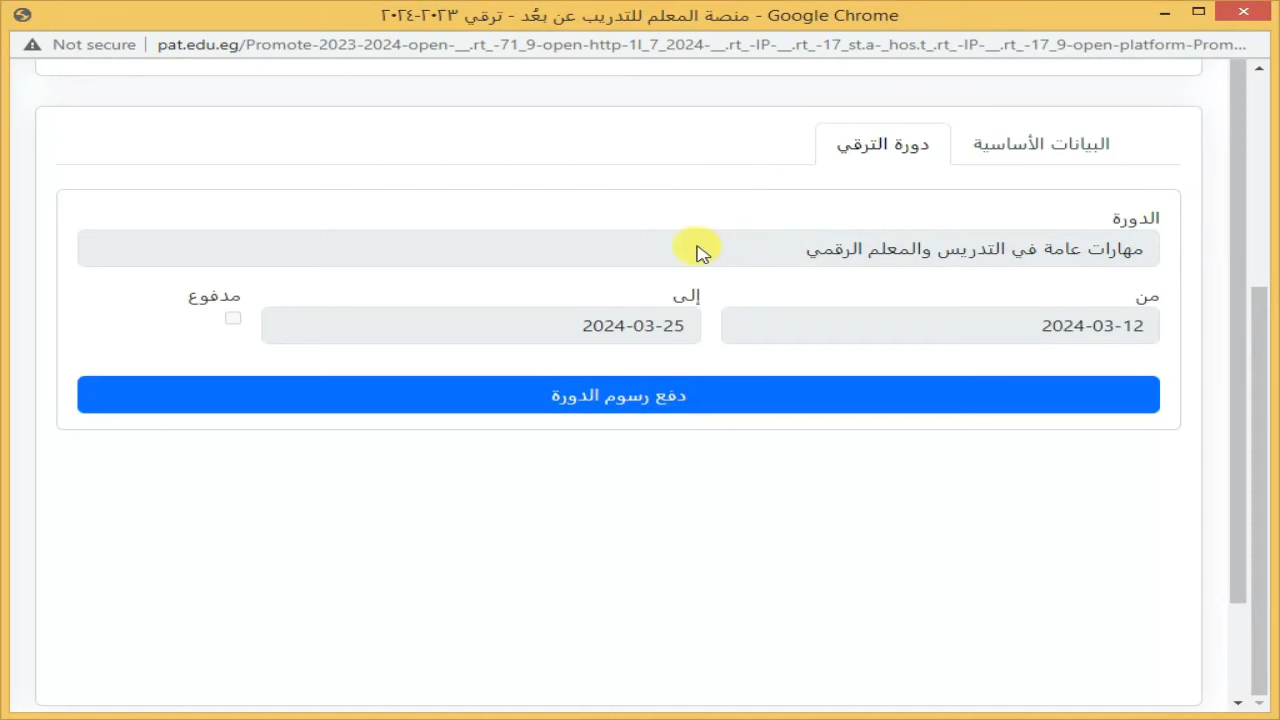 منصة المعلم للتدريب عن بعُد - ترقي ٢٠٢٣-٢٠٢٤ - Google Chrome
Not secure | pat.edu.eg/Promote-2023-2024-open-__.rt_-71_9-open-http-1l_7_2024-__.rt_-IP-__.rt_-17_st.a-_hos.t_.rt_-IP-__.rt_-17_9-open-platform-Prom...
البيانات الأساسية دورة الترقي
الدورة
مهارات عامة في التدريس والمعلم الرقمي
من إلى مدفوع
2024-03-12 2024-03-25
دفع رسوم الدورة